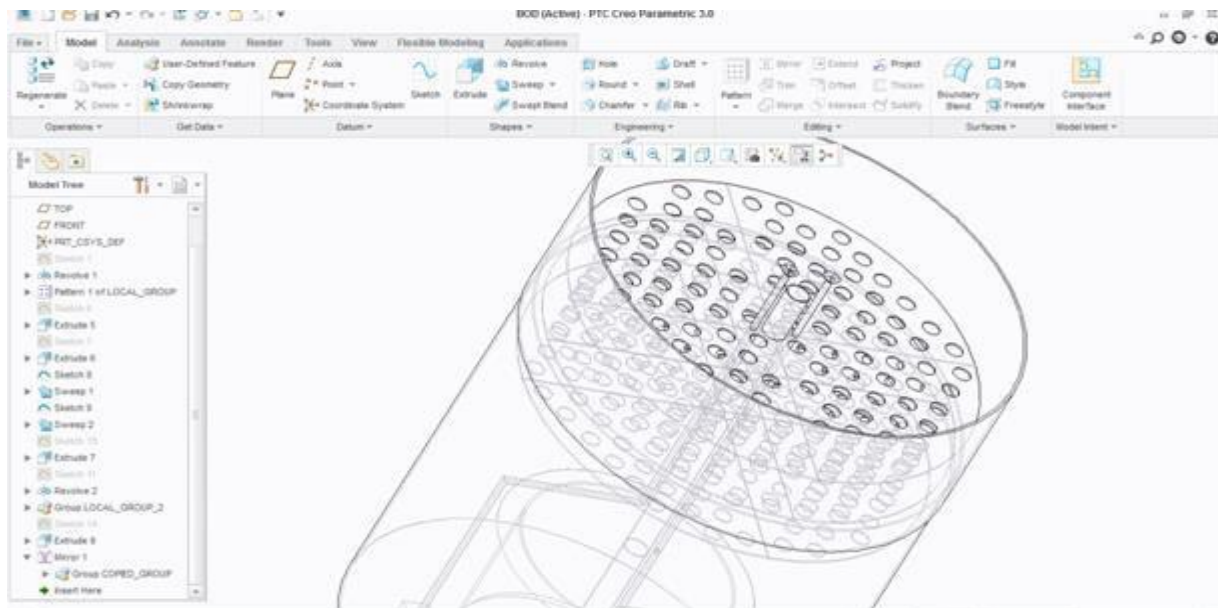 BOD (Active) - PTC Creo Parametric 3.0
File Model Analysis Annotate Render Tools View Flexible Modeling Applications
Copy User-Defined Feature Axis Revolve Hole Draft Mirror Extend Project Fill
Regenerate Paste Copy Geometry Plane Point Sketch Extrude Sweep Round Shell Pattern Trim Offset Thicken Boundary Blend Style Component Interface
Delete Shrinkwrap Coordinate System Swept Blend Chamfer Rib Merge Intersect Solidify Freestyle
Operations Get Data Datum Shapes Engineering Editing Surfaces Model Intent
Model Tree
TOP
FRONT
PRT_CSYS_DEF
Sketch 1
Revolve 1
Pattern 1 of LOCAL_GROUP
Extrude 5
Extrude 6
Sketch 8
Sweep 1
Sketch 9
Sweep 2
Extrude 7
Revolve 2
Group LOCAL_GROUP_2
Mirror 1
Group COPIED_GROUP
Insert Here